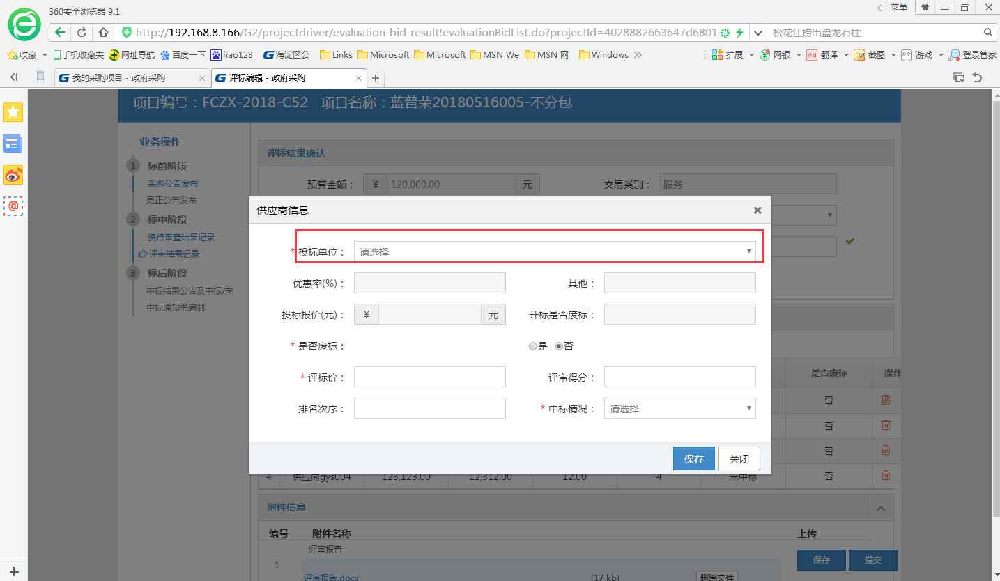 360安全浏览器 9.1
菜单
http://192.168.8.166/G2/projectdriver/evaluation-bid-result!evaluationBidList.do?projectId=4028882663647d6801
松花江捞出盘龙石柱
收藏 手机收藏夹 网址导航 百度一下 hao123 海淀区公 Links Microsoft Microsoft MSN We MSN 网 Windows
扩展 网银 翻译 截图 游戏 登录管家
我的采购项目 - 政府采购
评标编辑 - 政府采购
项目编号：FCZX-2018-C52 项目名称：蓝普荣20180516005-不分包
业务操作
1 标前阶段
采购公告发布
更正公告发布
2 标中阶段
资格审查结果记录
评审结果记录
3 标后阶段
中标结果公告及中标/未
中标通知书编制
评标结果确认
预算金额： ¥ 120,000.00 元 交易类别： 服务
供应商信息
* 投标单位： 请选择
优惠率(%)： 其他：
投标报价(元)： ¥ 元 开标是否废标：
* 是否废标： 是 否
* 评标价： 评审得分：
排名次序： * 中标情况： 请选择
保存 关闭
是否废标 操作
否
否
否
4 供应商gys004 123,123.00 12,312.00 12.00 4 未中标 否
附件信息
编号 附件名称 上传
评审报告
1
保存 提交
评审报告.docx (17 kb) 删除文件